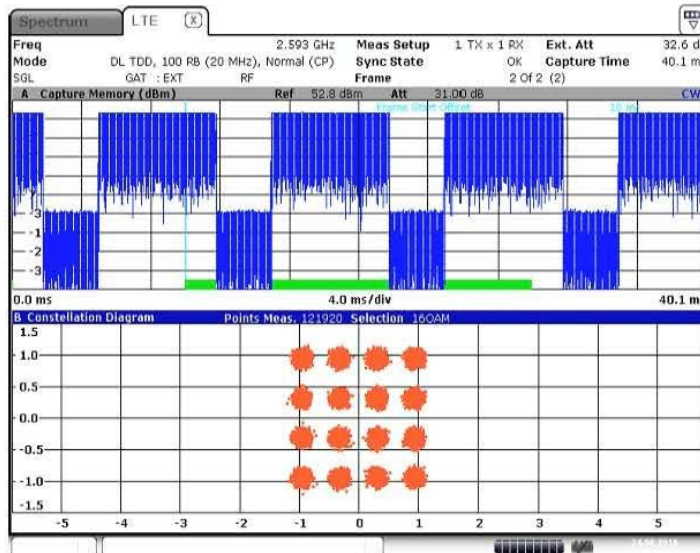 Spectrum LTE X
Freq 2.593 GHz Meas Setup 1 TX x 1 RX Ext. Att 32.6 d
Mode DL TDD, 100 RB (20 MHz), Normal (CP) Sync State OK Capture Time 40.1 m
SGL GAT : EXT RF Frame 2 Of 2 (2)
A Capture Memory (dBm) Ref 52.8 dBm Att 31.00 dB CW
Frame Start Offset
-3
-1
-3
0.0 ms 4.0 ms/div 40.1 m
B Constellation Diagram Points Meas. 121920 Selection 16QAM
1.5
1.0
0.5
0.0
-0.5
-1.0
-1.5
-5 -4 -3 -2 -1 0 1 2 3 4 5